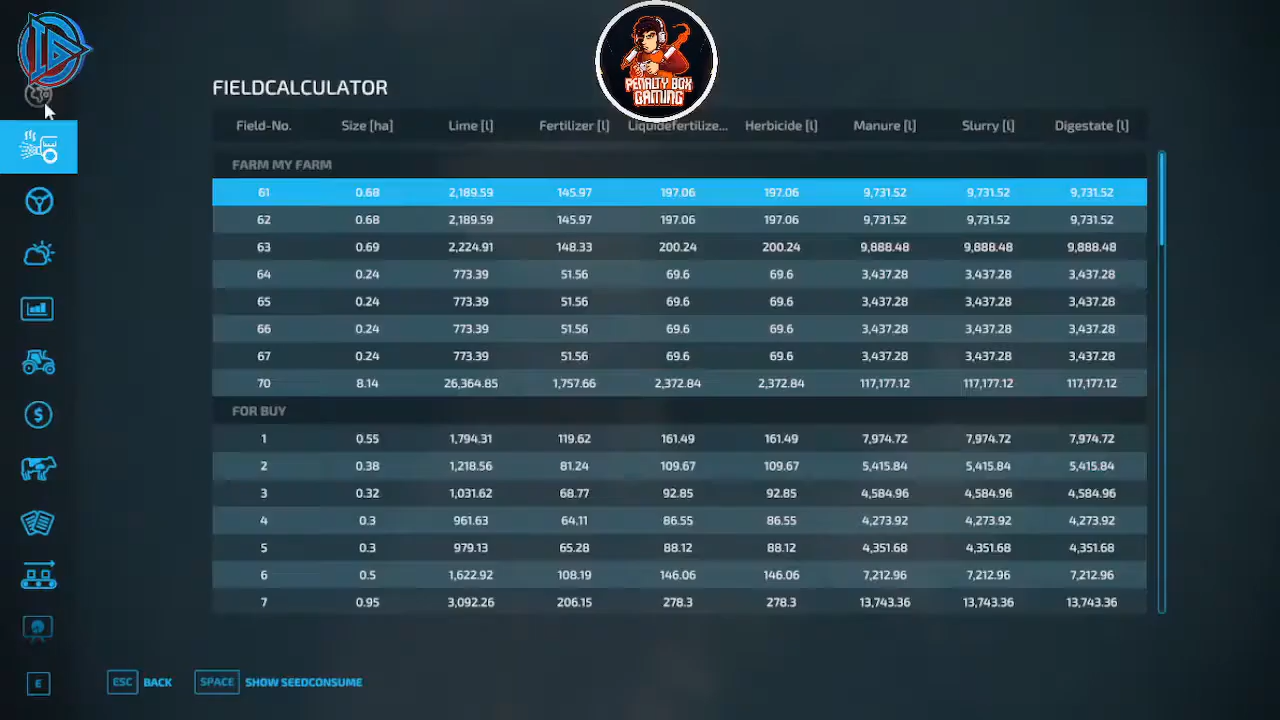 PENALTY BOX
GAMING
FIELDCALCULATOR
Field-No. Size [ha] Lime [l] Fertilizer [l] Liquidefertilize... Herbicide [l] Manure [l] Slurry [l] Digestate [l]
FARM MY FARM
61 0.68 2,189.59 145.97 197.06 197.06 9,731.52 9,731.52 9,731.52
62 0.68 2,189.59 145.97 197.06 197.06 9,731.52 9,731.52 9,731.52
63 0.69 2,224.91 148.33 200.24 200.24 9,888.48 9,888.48 9,888.48
64 0.24 773.39 51.56 69.6 69.6 3,437.28 3,437.28 3,437.28
65 0.24 773.39 51.56 69.6 69.6 3,437.28 3,437.28 3,437.28
66 0.24 773.39 51.56 69.6 69.6 3,437.28 3,437.28 3,437.28
67 0.24 773.39 51.56 69.6 69.6 3,437.28 3,437.28 3,437.28
70 8.14 26,364.85 1,757.66 2,372.84 2,372.84 117,177.12 117,177.12 117,177.12
FOR BUY
1 0.55 1,794.31 119.62 161.49 161.49 7,974.72 7,974.72 7,974.72
2 0.38 1,218.56 81.24 109.67 109.67 5,415.84 5,415.84 5,415.84
3 0.32 1,031.62 68.77 92.85 92.85 4,584.96 4,584.96 4,584.96
4 0.3 961.63 64.11 86.55 86.55 4,273.92 4,273.92 4,273.92
5 0.3 979.13 65.28 88.12 88.12 4,351.68 4,351.68 4,351.68
6 0.5 1,622.92 108.19 146.06 146.06 7,212.96 7,212.96 7,212.96
7 0.95 3,092.26 206.15 278.3 278.3 13,743.36 13,743.36 13,743.36
E
ESC BACK SPACE SHOW SEEDCONSUME